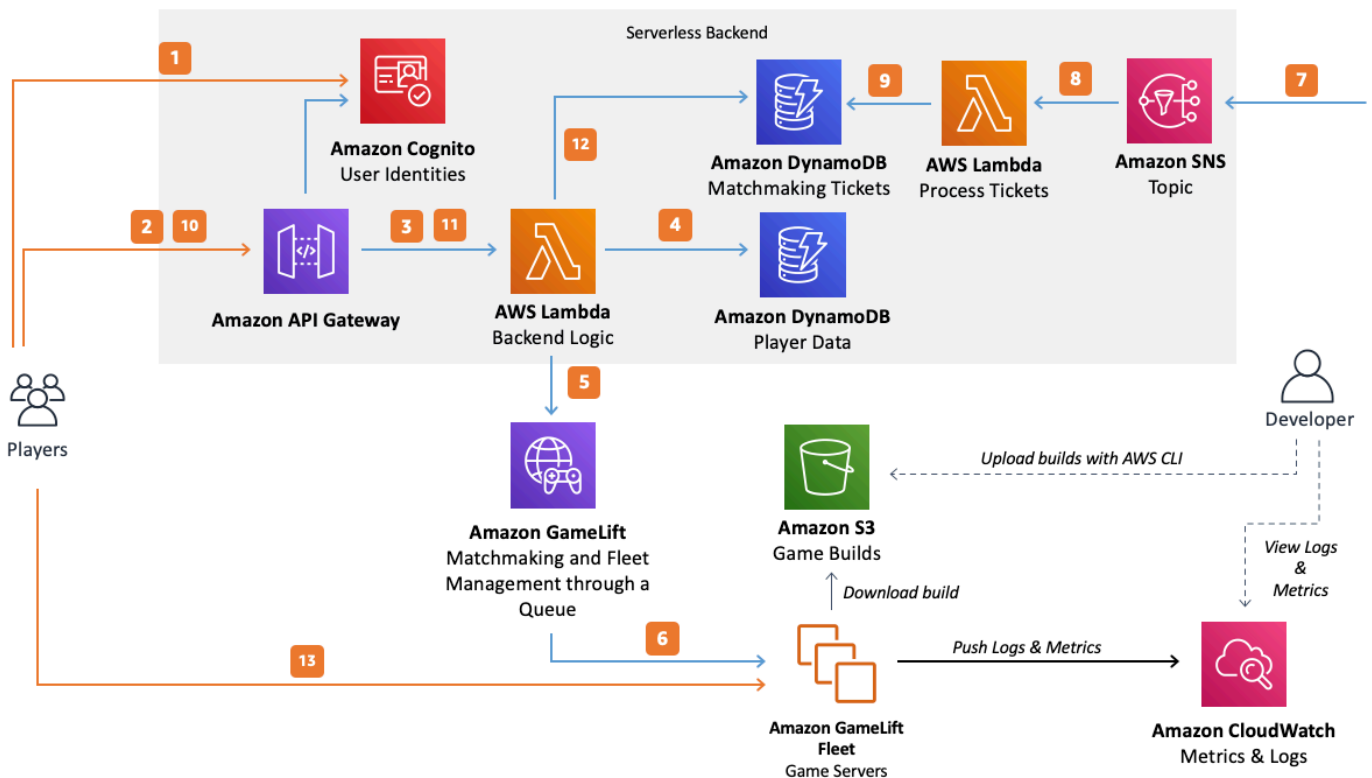 Serverless Backend
1
7
8
9
12
Amazon Cognito
User Identities
Amazon DynamoDB
Matchmaking Tickets
AWS Lambda
Process Tickets
Amazon SNS
Topic
2
10
3
11
4
Amazon API Gateway
AWS Lambda
Backend Logic
Amazon DynamoDB
Player Data
5
Players
Developer
Upload builds with AWS CLI
Amazon GameLift
Matchmaking and Fleet
Management through a
Queue
Amazon S3
Game Builds
View Logs
&
Metrics
Download build
6
13
Push Logs & Metrics
Amazon GameLift
Fleet
Game Servers
Amazon CloudWatch
Metrics & Logs